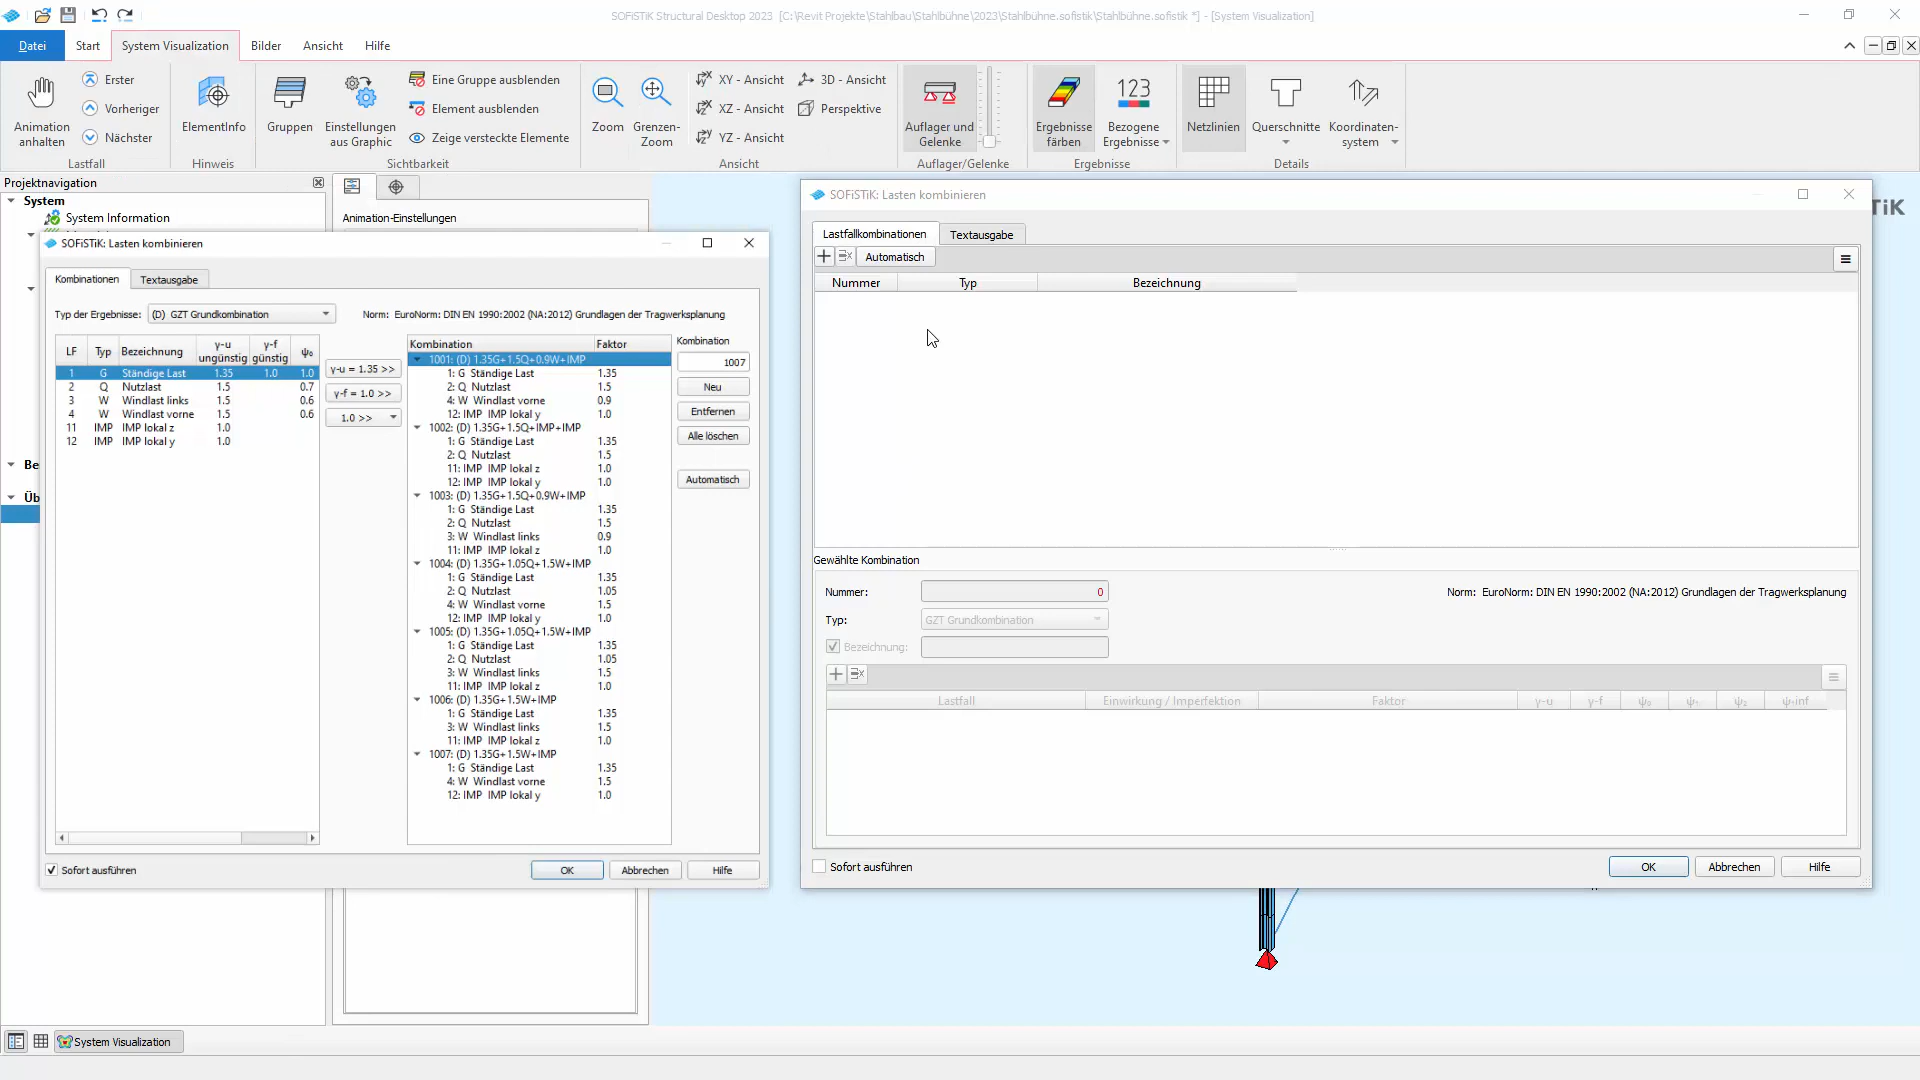 SOFiSTiK Structural Desktop 2023 [C:\Revit Projekte\Stahlbau\Stahlbühne\2023\Stahlbühne.sofistik\Stahlbühne.sofistik *] - [System Visualization]
Datei Start System Visualization Bilder Ansicht Hilfe
Animation anhalten
Erster
Vorheriger
Nächster
Lastfall
ElementInfo
Hinweis
Gruppen
Einstellungen aus Graphic
Eine Gruppe ausblenden
Element ausblenden
Zeige versteckte Elemente
Sichtbarkeit
Zoom
Grenzen-Zoom
XY - Ansicht
XZ - Ansicht
YZ - Ansicht
3D - Ansicht
Perspektive
Ansicht
Auflager und Gelenke
Auflager/Gelenke
Ergebnisse färben
123
Bezogene Ergebnisse
Ergebnisse
Netzlinien
Querschnitte
Koordinaten-system
Details
Projektnavigation
System
System Information
Be
Üb
Animation-Einstellungen
TiK
SOFiSTiK: Lasten kombinieren
Kombinationen Textausgabe
Typ der Ergebnisse: (D) GZT Grundkombination
Norm: EuroNorm: DIN EN 1990:2002 (NA:2012) Grundlagen der Tragwerksplanung
LF Typ Bezeichnung γ-u ungünstig γ-f günstig ψ₀
1 G Ständige Last 1.35 1.0 1.0
2 Q Nutzlast 1.5 0.7
3 W Windlast links 1.5 0.6
4 W Windlast vorne 1.5 0.6
11 IMP IMP lokal z 1.0
12 IMP IMP lokal y 1.0
γ-u = 1.35 >>
γ-f = 1.0 >>
1.0 >>
Kombination Faktor
1001: (D) 1.35G+1.5Q+0.9W+IMP
1: G Ständige Last 1.35
2: Q Nutzlast 1.5
4: W Windlast vorne 0.9
12: IMP IMP lokal y 1.0
1002: (D) 1.35G+1.5Q+IMP+IMP
1: G Ständige Last 1.35
2: Q Nutzlast 1.5
11: IMP IMP lokal z 1.0
12: IMP IMP lokal y 1.0
1003: (D) 1.35G+1.5Q+0.9W+IMP
1: G Ständige Last 1.35
2: Q Nutzlast 1.5
3: W Windlast links 0.9
11: IMP IMP lokal z 1.0
1004: (D) 1.35G+1.05Q+1.5W+IMP
1: G Ständige Last 1.35
2: Q Nutzlast 1.05
4: W Windlast vorne 1.5
12: IMP IMP lokal y 1.0
1005: (D) 1.35G+1.05Q+1.5W+IMP
1: G Ständige Last 1.35
2: Q Nutzlast 1.05
3: W Windlast links 1.5
11: IMP IMP lokal z 1.0
1006: (D) 1.35G+1.5W+IMP
1: G Ständige Last 1.35
3: W Windlast links 1.5
11: IMP IMP lokal z 1.0
1007: (D) 1.35G+1.5W+IMP
1: G Ständige Last 1.35
4: W Windlast vorne 1.5
12: IMP IMP lokal y 1.0
Kombination
1007
Neu
Entfernen
Alle löschen
Automatisch
Sofort ausführen
OK Abbrechen Hilfe
SOFiSTiK: Lasten kombinieren
Lastfallkombinationen Textausgabe
Automatisch
Nummer Typ Bezeichnung
Gewählte Kombination
Nummer: 0
Norm: EuroNorm: DIN EN 1990:2002 (NA:2012) Grundlagen der Tragwerksplanung
Typ: GZT Grundkombination
Bezeichnung:
Lastfall Einwirkung / Imperfektion Faktor γ-u γ-f ψ₀ ψ₁ ψ₂ ψ₁inf
Sofort ausführen
OK Abbrechen Hilfe
System Visualization